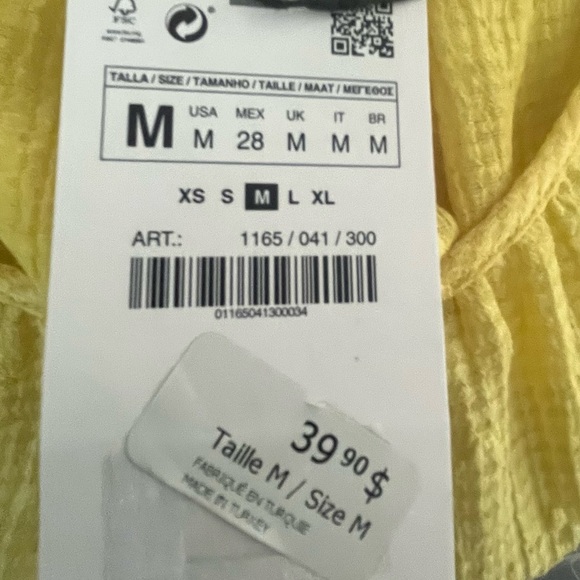 FSC
TALLA / SIZE / TAMANHO / TAILLE / MAAT / ΜΕΓΕΘΟΣ
M
USA MEX UK IT BR
M 28 M M M
XS S M L XL
ART.: 1165 / 041 / 300
01165041300034
39 90 $
Taille M / Size M
FABRIQUÉ EN TURQUIE
MADE IN TURKEY